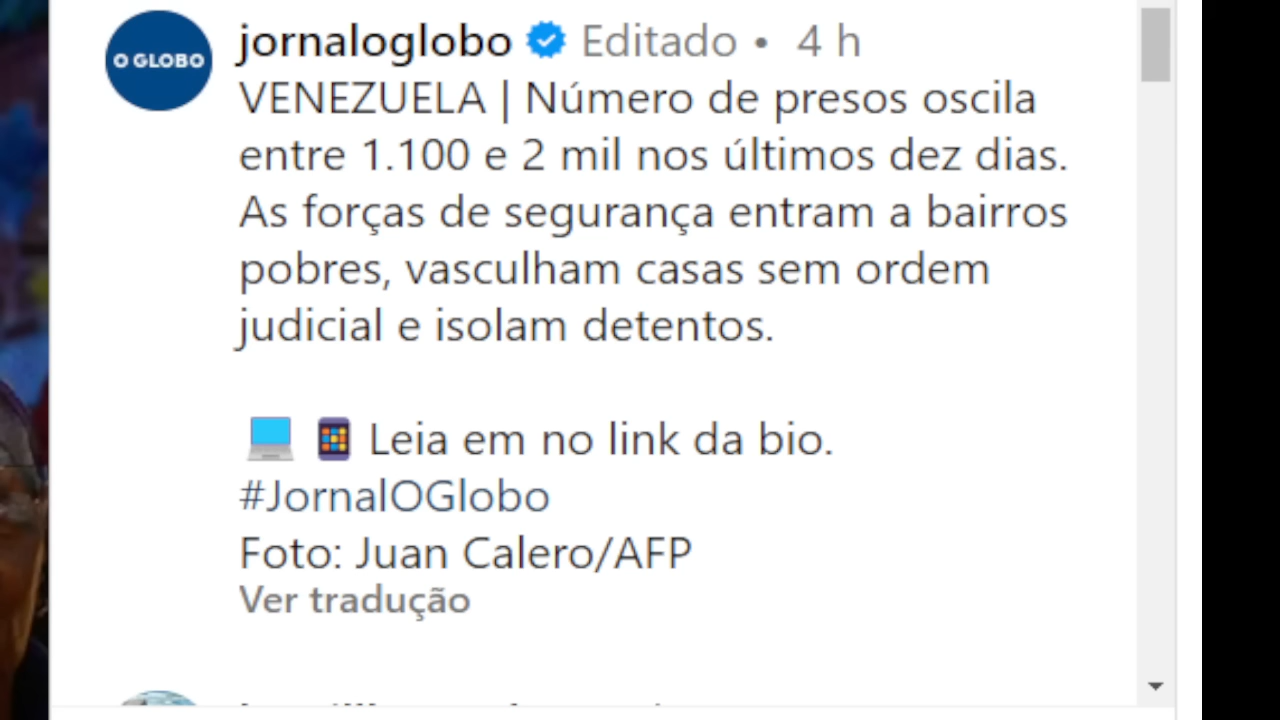 O GLOBO
jornaloglobo Editado • 4 h
VENEZUELA | Número de presos oscila
entre 1.100 e 2 mil nos últimos dez dias.
As forças de segurança entram a bairros
pobres, vasculham casas sem ordem
judicial e isolam detentos.
Leia em no link da bio.
#JornalOGlobo
Foto: Juan Calero/AFP
Ver tradução